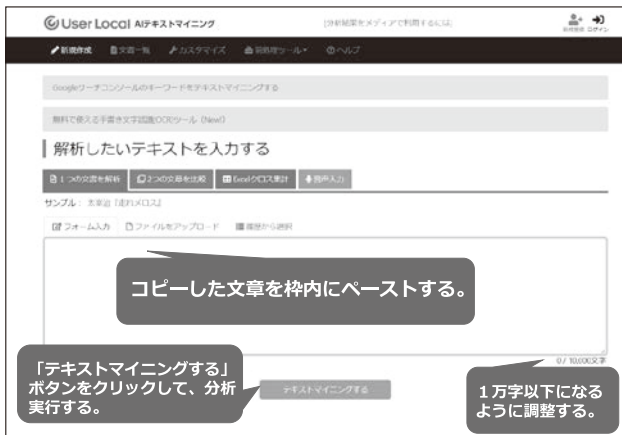 User Local AIテキストマイニング
[分析結果をメディアで利用するには]
無料登録 ログイン
新規作成 文書一覧 カスタマイズ 前処理ツール ヘルプ
Googleサーチコンソールのキーワードをテキストマイニングする
無料で使える手書き文字認識OCRツール (New!)
解析したいテキストを入力する
1つの文書を解析 2つの文章を比較 Excelクロス集計 音声入力
サンプル： 太宰治「走れメロス」
フォーム入力 ファイルをアップロード 履歴から選択
コピーした文章を枠内にペーストする。
0 / 10,000文字
「テキストマイニングする」
ボタンをクリックして、分析
実行する。
テキストマイニングする
１万字以下になる
ように調整する。